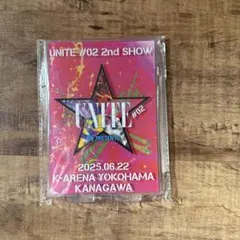 UNITE #02 2nd SHOW
UNITE
#02
2025.06.22
K-ARENA YOKOHAMA
KANAGAWA